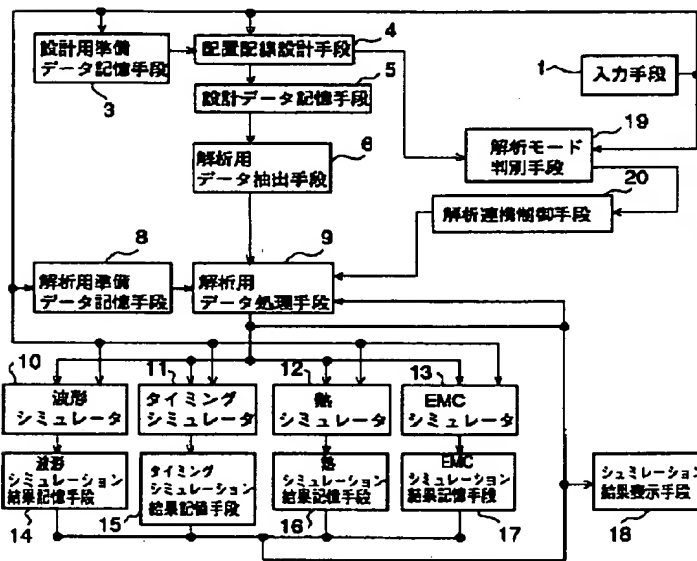 設計用準備
データ記憶手段
3
配置配線設計手段
4
5
設計データ記憶手段
1
入力手段
解析用
データ抽出手段
6
19
解析モード
判別手段
20
解析連携制御手段
8
解析用準備
データ記憶手段
9
解析用
データ処理手段
10
波形
シミュレータ
11
タイミング
シミュレータ
12
熱
シミュレータ
13
EMC
シミュレータ
波形
シミュレーション
結果記憶手段
14
タイミング
シミュレーション
結果記憶手段
15
熱
シミュレーション
結果記憶手段
16
EMC
シミュレーション
結果記憶手段
17
シュミレーション
結果表示手段
18